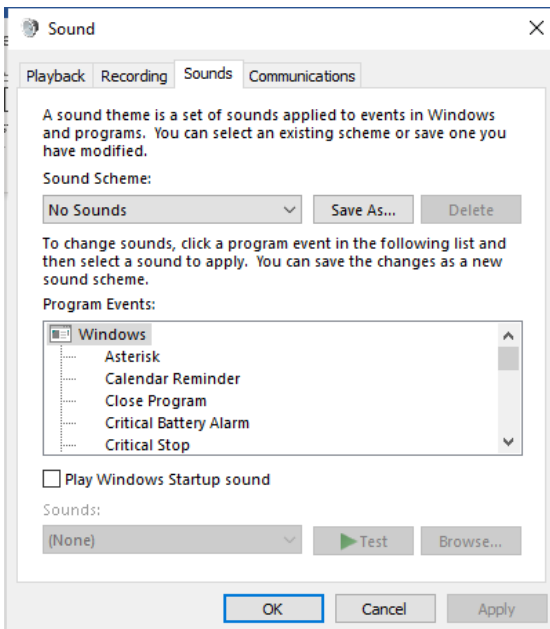 Sound
Playback Recording Sounds Communications
A sound theme is a set of sounds applied to events in Windows
and programs. You can select an existing scheme or save one you
have modified.
Sound Scheme:
No Sounds Save As... Delete
To change sounds, click a program event in the following list and
then select a sound to apply. You can save the changes as a new
sound scheme.
Program Events:
Windows
Asterisk
Calendar Reminder
Close Program
Critical Battery Alarm
Critical Stop
Play Windows Startup sound
Sounds:
(None) Test Browse...
OK Cancel Apply